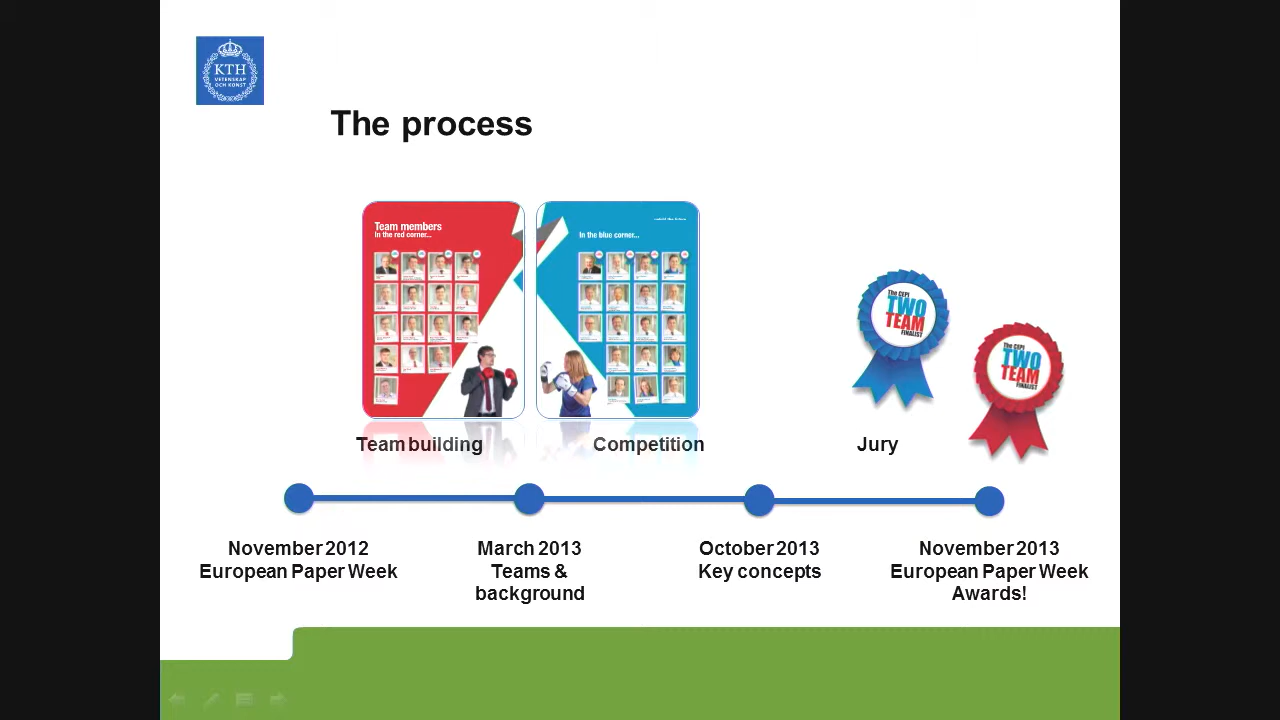 KTH
VETENSKAP
OCH KONST
The process
Team members
In the red corner...
In the blue corner...
The CEPI
TWO
TEAM
FINALIST
The CEPI
TWO
TEAM
FINALIST
Team building
Competition
Jury
November 2012
European Paper Week
March 2013
Teams &
background
October 2013
Key concepts
November 2013
European Paper Week
Awards!